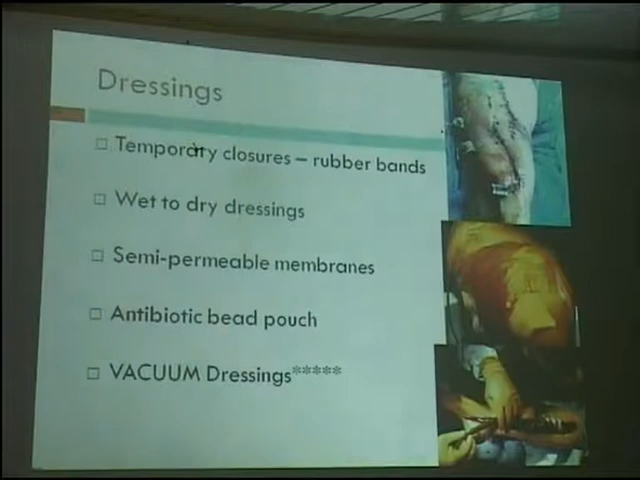 Dressings
Temporary closures – rubber bands
Wet to dry dressings
Semi-permeable membranes
Antibiotic bead pouch
VACUUM Dressings*****